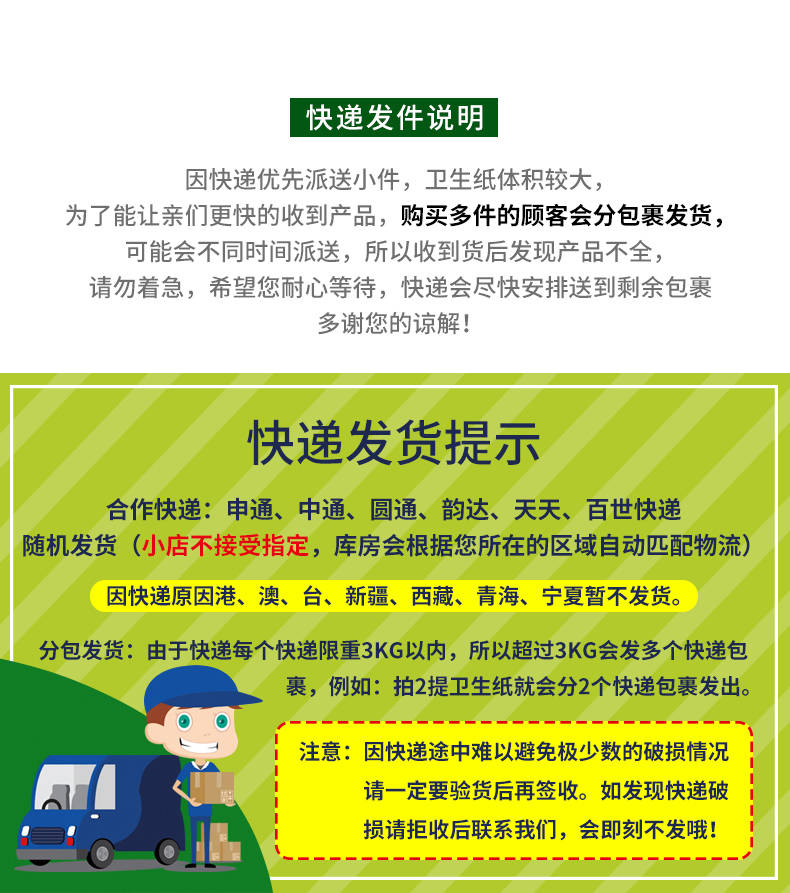 快递发件说明
因快递优先派送小件，卫生纸体积较大，
为了能让亲们更快的收到产品，购买多件的顾客会分包裹发货，
可能会不同时间派送，所以收到货后发现产品不全，
请勿着急，希望您耐心等待，快递会尽快安排送到剩余包裹
多谢您的谅解！
快递发货提示
合作快递：申通、中通、圆通、韵达、天天、百世快递
随机发货（小店不接受指定，库房会根据您所在的区域自动匹配物流）
因快递原因港、澳、台、新疆、西藏、青海、宁夏暂不发货。
分包发货：由于快递每个快递限重3KG以内，所以超过3KG会发多个快递包
裹，例如：拍2提卫生纸就会分2个快递包裹发出。
注意：因快递途中难以避免极少数的破损情况
请一定要验货后再签收。如发现快递破
损请拒收后联系我们，会即刻不发哦！